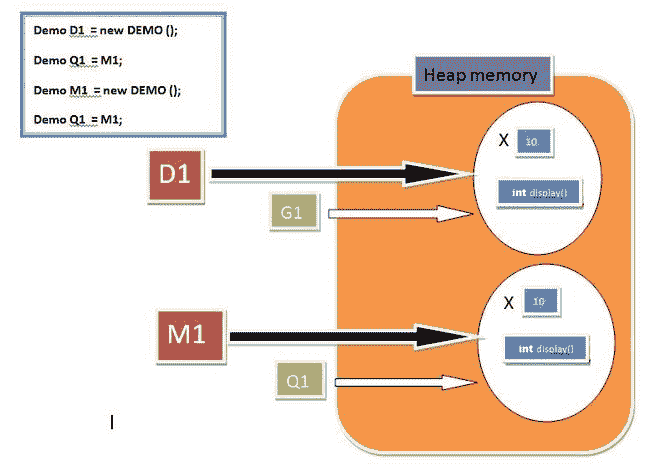 Demo D1 = new DEMO ();
Demo Q1 = M1;
Demo M1 = new DEMO ();
Demo Q1 = M1;
Heap memory
X 10
int display()
D1
G1
X 10
int display()
M1
Q1